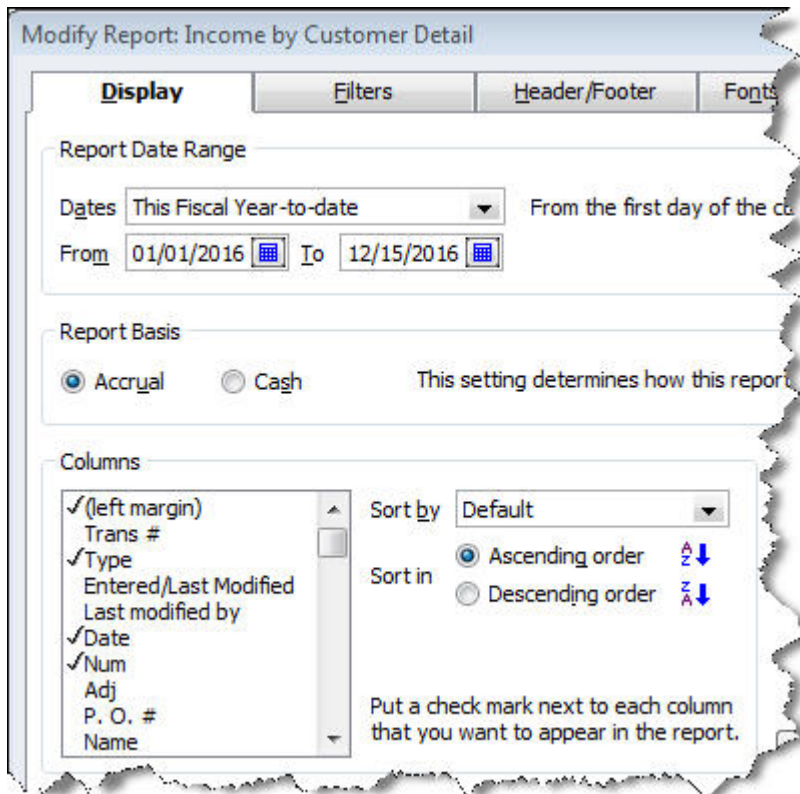 Modify Report: Income by Customer Detail
Display Filters Header/Footer Fonts
Report Date Range
Dates This Fiscal Year-to-date From the first day of the
From 01/01/2016 To 12/15/2016
Report Basis
Accrual Cash This setting determines how this report
Columns
✓(left margin)
Trans #
✓Type
Entered/Last Modified
Last modified by
✓Date
✓Num
Adj
P. O. #
Name
Sort by Default
Sort in
Ascending order
Descending order
Put a check mark next to each column
that you want to appear in the report.